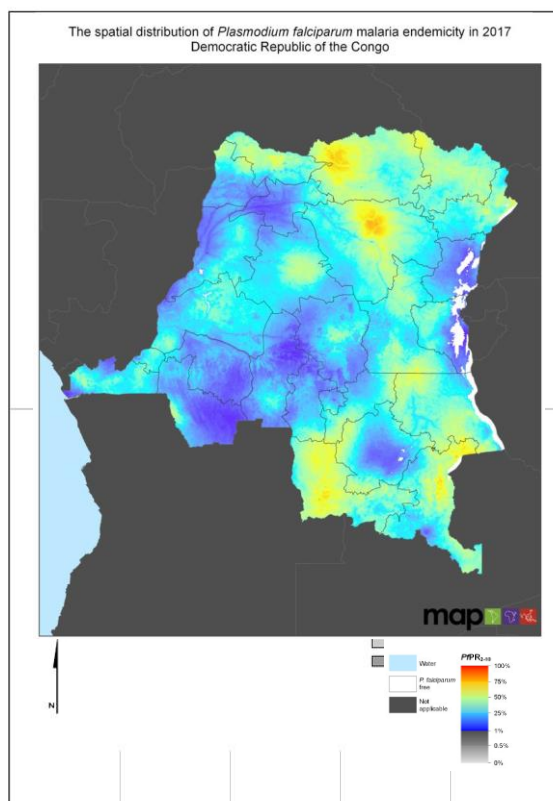 The spatial distribution of Plasmodium falciparum malaria endemicity in 2017
Democratic Republic of the Congo
map
Water
P. falciparum
free
Not
applicable
PfPR2-10
100%
75%
50%
25%
1%
0.5%
0%
N